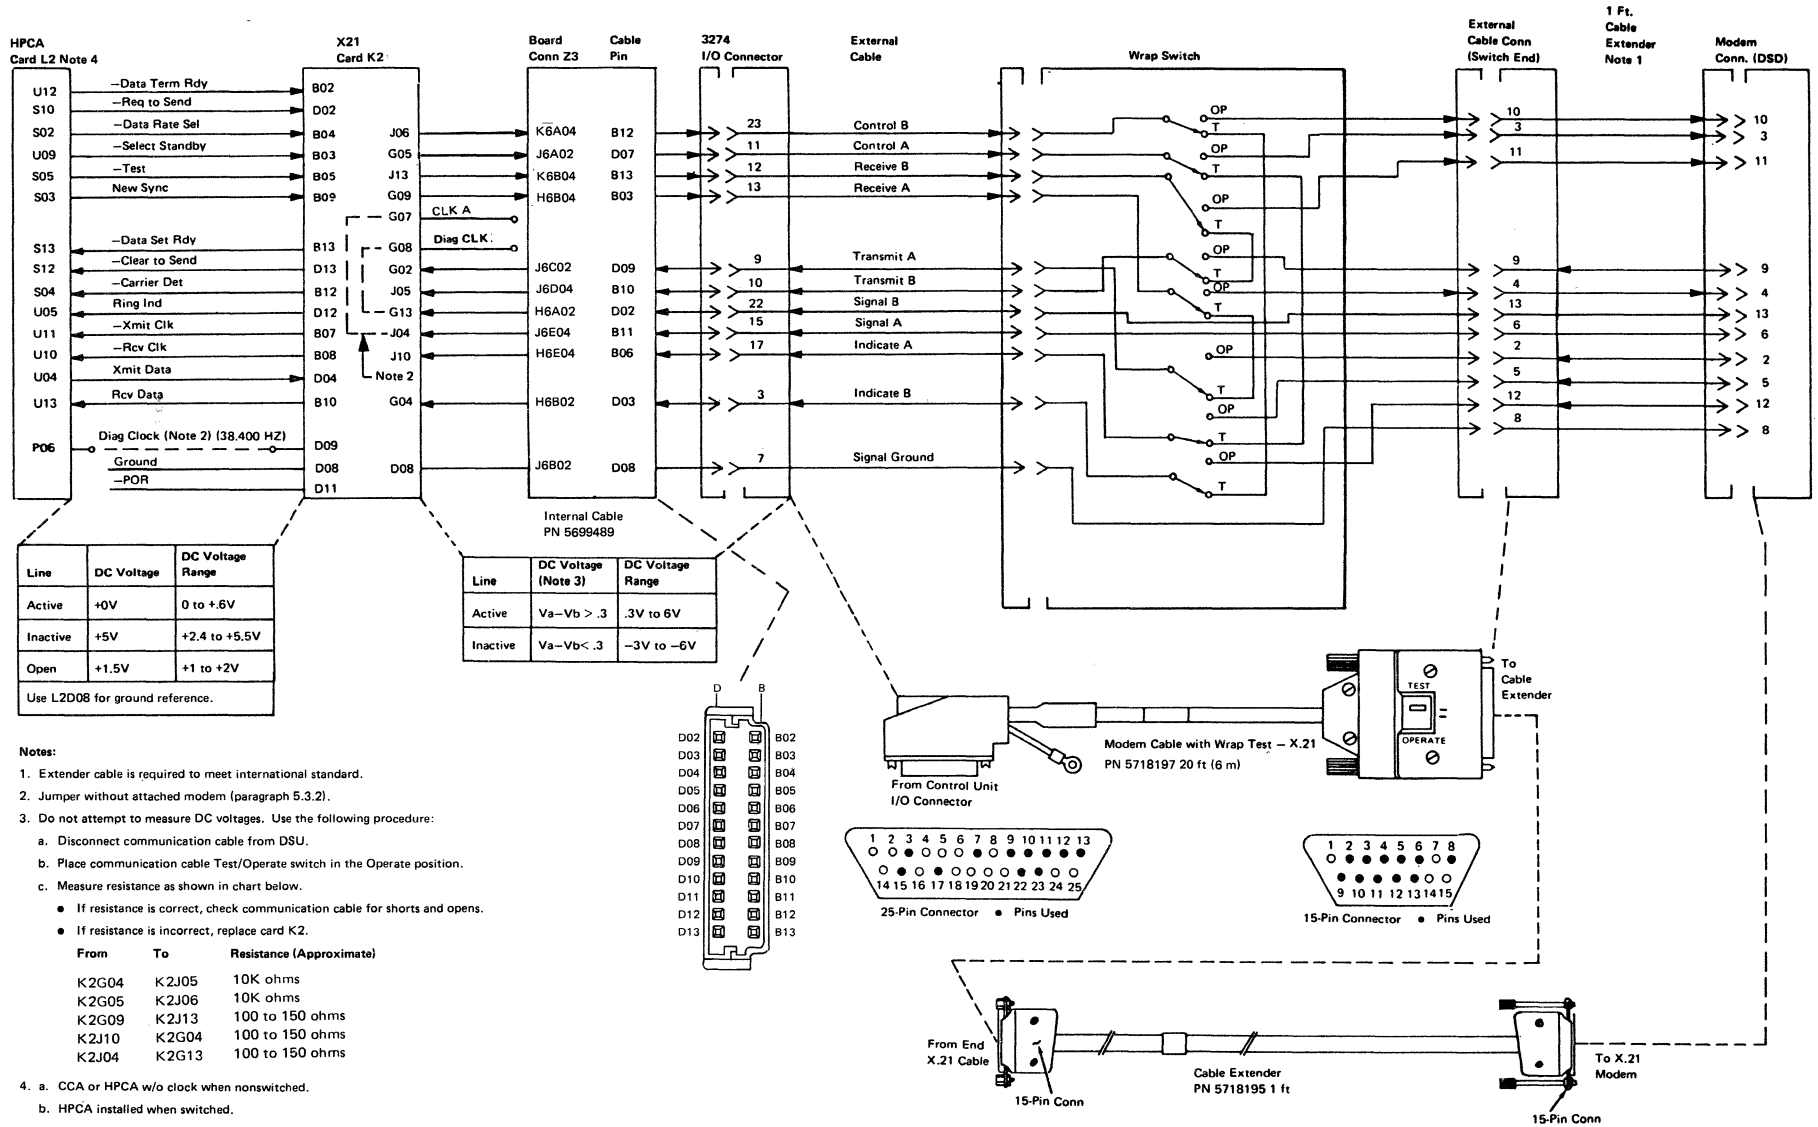 HPCA
Card L2 Note 4
X21
Card K2
Board
Conn Z3
Cable
Pin
3274
I/O Connector
External
Cable
Wrap Switch
External
Cable Conn
(Switch End)
1 Ft.
Cable
Extender
Note 1
Modem
Conn. (DSD)
U12 —Data Term Rdy B02
S10 —Req to Send D02
S02 —Data Rate Sel B04
U09 —Select Standby B03
S05 —Test B05
S03 New Sync B09
S13 —Data Set Rdy B13
S12 —Clear to Send D13
S04 —Carrier Det B12
U05 Ring Ind D12
U11 —Xmit Clk B07
U10 —Rcv Clk B08
U04 Xmit Data D04
U13 Rcv Data B10
P06 Diag Clock (Note 2) (38.400 HZ) D09
Ground D08
—POR D11
J06 K6A04 B12 23 Control B
G05 J6A02 D07 11 Control A
J13 K6B04 B13 12 Receive B
G09 H6B04 B03 13 Receive A
G07 CLK A
G08 Diag CLK
G02 J6C02 D09 9 Transmit A
J05 J6D04 B10 10 Transmit B
G13 H6A02 D02 22 Signal B
J04 J6E04 B11 15 Signal A
J10 H6E04 B06 17 Indicate A
Note 2
G04 H6B02 D03 3 Indicate B
D08 J6B02 D08 7 Signal Ground
OP
T
OP
T
OP
T
OP
T
OP
T
OP
T
OP
T
OP
T
10 10
3 3
11 11
9 9
4 4
13 13
6 6
2 2
5 5
12 12
8 8
Internal Cable
PN 5699489
Line DC Voltage DC Voltage Range
Active +0V 0 to +.6V
Inactive +5V +2.4 to +5.5V
Open +1.5V +1 to +2V
Use L2D08 for ground reference.
Line DC Voltage (Note 3) DC Voltage Range
Active Va—Vb > .3 .3V to 6V
Inactive Va—Vb< .3 —3V to —6V
D B
D02 B02
D03 B03
D04 B04
D05 B05
D06 B06
D07 B07
D08 B08
D09 B09
D10 B10
D11 B11
D12 B12
D13 B13
TEST
OPERATE
To
Cable
Extender
Modem Cable with Wrap Test — X.21
PN 5718197 20 ft (6 m)
From Control Unit
I/O Connector
1 2 3 4 5 6 7 8 9 10 11 12 13
14 15 16 17 18 19 20 21 22 23 24 25
25-Pin Connector ● Pins Used
1 2 3 4 5 6 7 8
9 10 11 12 13 14 15
15-Pin Connector ● Pins Used
From End
X.21 Cable
15-Pin Conn
Cable Extender
PN 5718195 1 ft
To X.21
Modem
15-Pin Conn
Notes:
1. Extender cable is required to meet international standard.
2. Jumper without attached modem (paragraph 5.3.2).
3. Do not attempt to measure DC voltages. Use the following procedure:
a. Disconnect communication cable from DSU.
b. Place communication cable Test/Operate switch in the Operate position.
c. Measure resistance as shown in chart below.
● If resistance is correct, check communication cable for shorts and opens.
● If resistance is incorrect, replace card K2.
From To Resistance (Approximate)
K2G04 K2J05 10K ohms
K2G05 K2J06 10K ohms
K2G09 K2J13 100 to 150 ohms
K2J10 K2G04 100 to 150 ohms
K2J04 K2G13 100 to 150 ohms
4. a. CCA or HPCA w/o clock when nonswitched.
b. HPCA installed when switched.